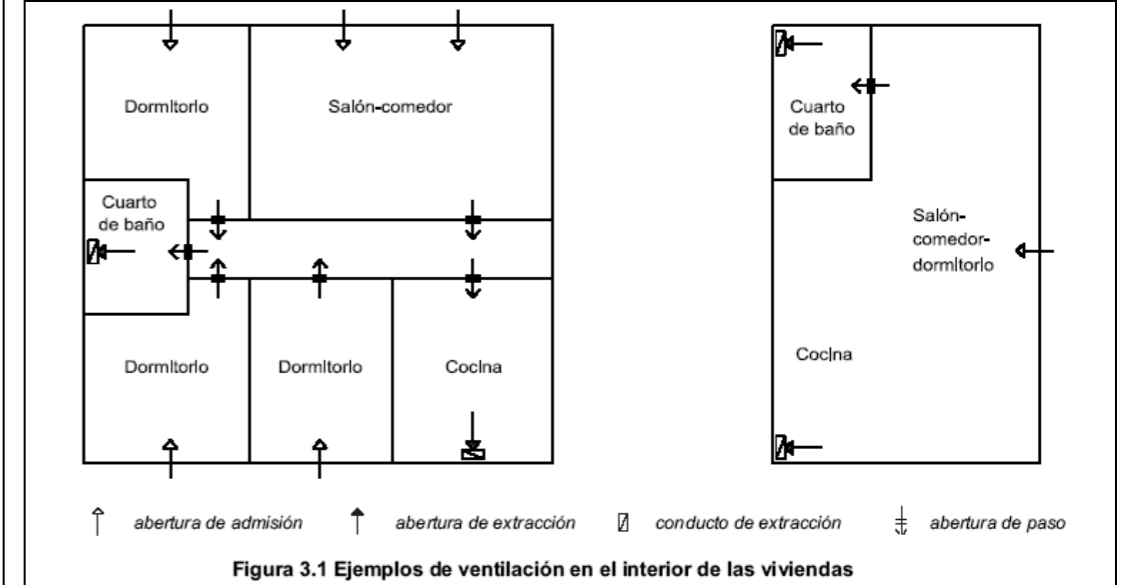 Dormitorio
Salón-comedor
Cuarto
de baño
Dormitorio
Dormitorio
Cocina
Cuarto
de baño
Salón-
comedor-
dormitorio
Cocina
abertura de admisión
abertura de extracción
conducto de extracción
abertura de paso
Figura 3.1 Ejemplos de ventilación en el interior de las viviendas